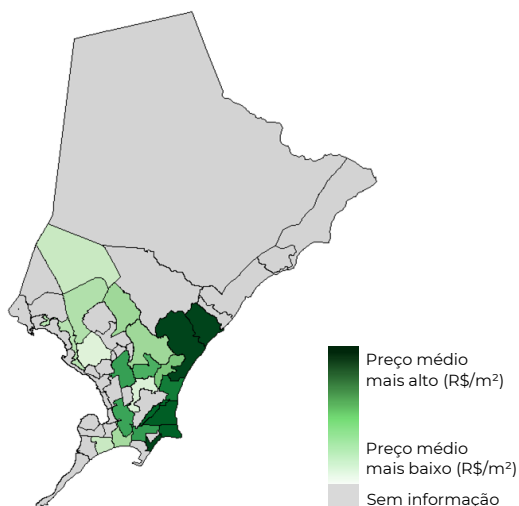 Preço médio
mais alto (R$/m²)
Preço médio
mais baixo (R$/m²)
Sem informação